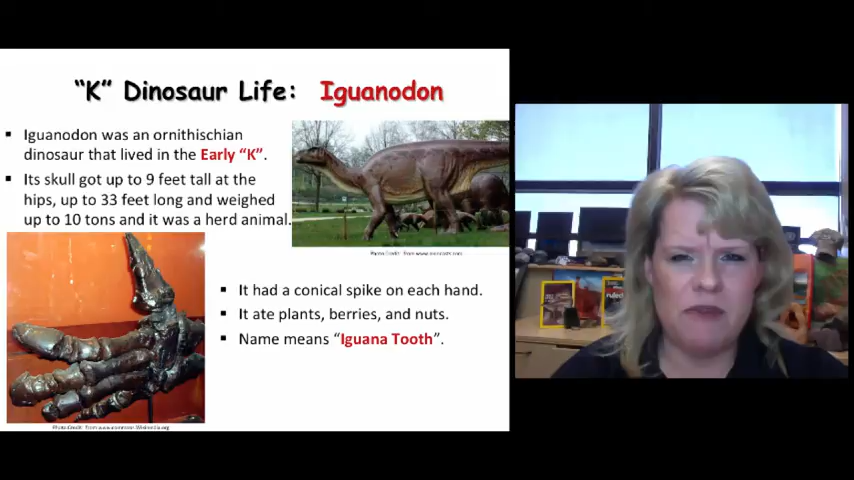 “K” Dinosaur Life: Iguanodon
▪ Iguanodon was an ornithischian
dinosaur that lived in the Early “K”.
▪ Its skull got up to 9 feet tall at the
hips, up to 33 feet long and weighed
up to 10 tons and it was a herd animal.
▪ It had a conical spike on each hand.
▪ It ate plants, berries, and nuts.
▪ Name means “Iguana Tooth”.